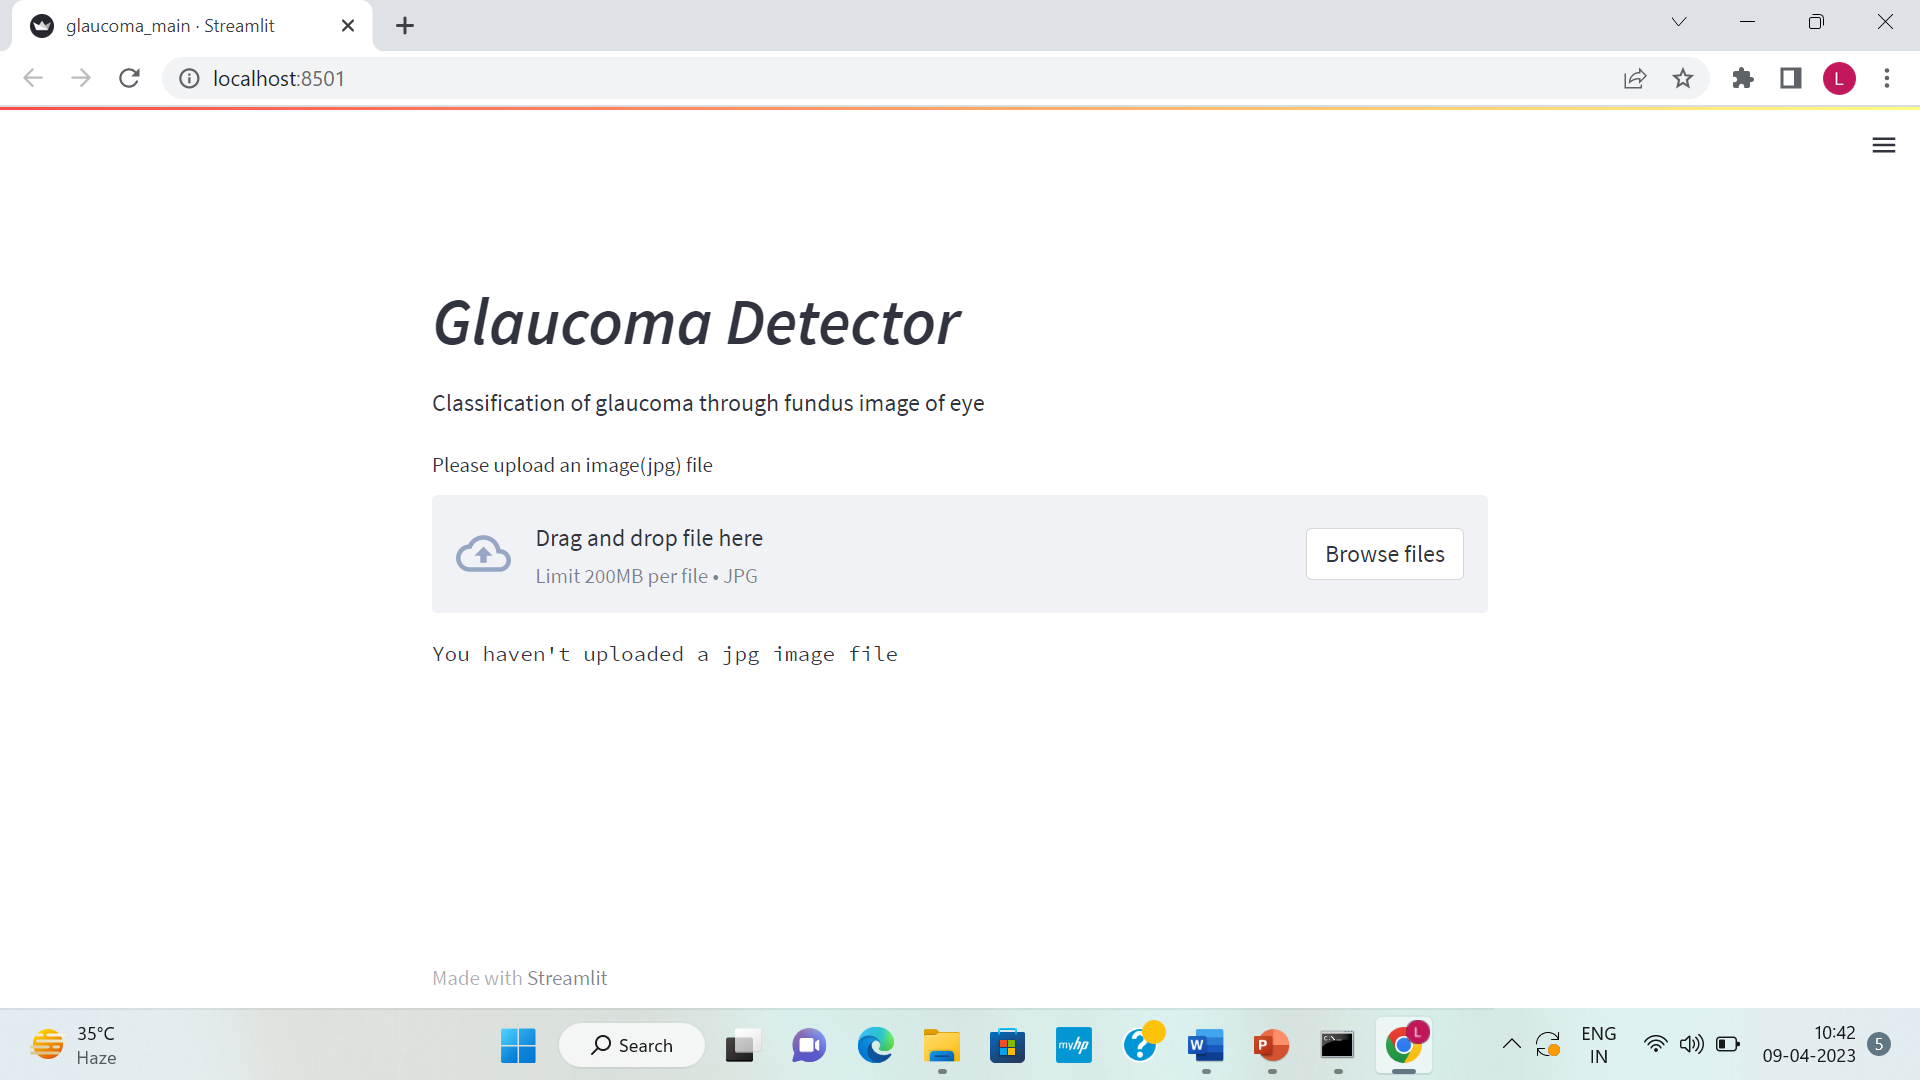 glaucoma_main · Streamlit
localhost:8501
L
Glaucoma Detector
Classification of glaucoma through fundus image of eye
Please upload an image(jpg) file
Drag and drop file here
Limit 200MB per file • JPG
Browse files
You haven't uploaded a jpg image file
Made with Streamlit
35°C
Haze
Search
myhp
?
W
P
C:\
L
ENG
IN
10:42
09-04-2023
5